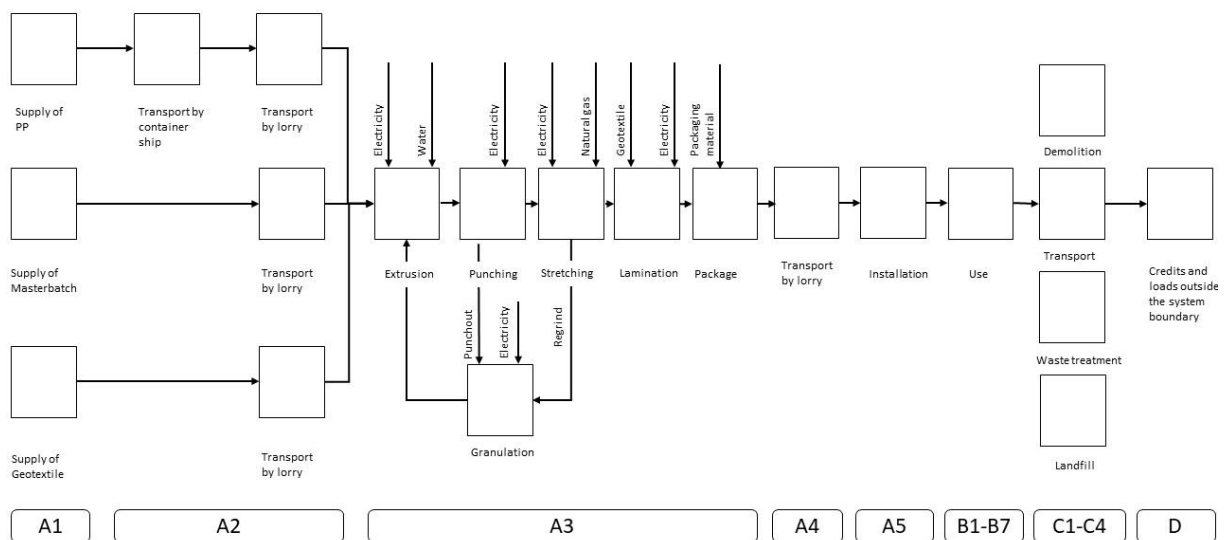 Supply of
PP
Transport by
container
ship
Transport
by lorry
Electricity
Water
Electricity
Electricity
Natural gas
Geotextile
Electricity
Packaging
material
Demolition
Supply of
Masterbatch
Transport
by lorry
Extrusion
Punching
Stretching
Lamination
Package
Transport
by lorry
Installation
Use
Transport
Credits and
loads outside
the system
boundary
Punchout
Electricity
Regrind
Waste treatment
Granulation
Supply of
Geotextile
Transport
by lorry
Landfill
A1
A2
A3
A4
A5
B1-B7
C1-C4
D